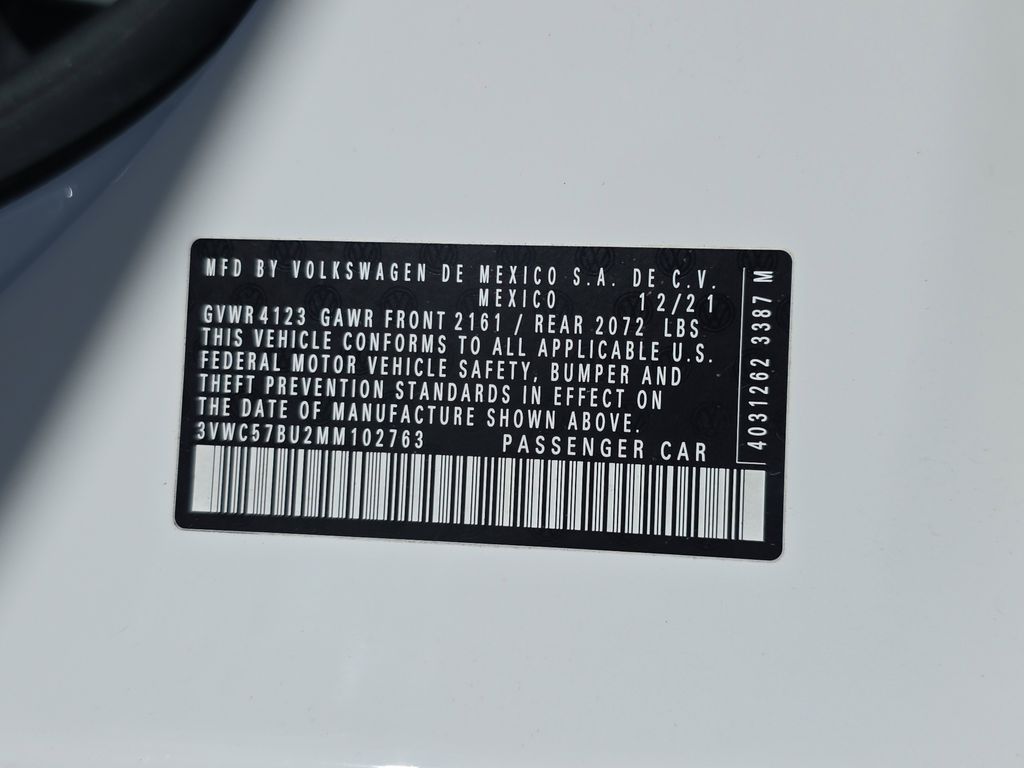 MFD BY VOLKSWAGEN DE MEXICO S.A. DE C.V.
MEXICO 12/21
GVWR 4123 GAWR FRONT 2161 / REAR 2072 LBS
THIS VEHICLE CONFORMS TO ALL APPLICABLE U.S.
FEDERAL MOTOR VEHICLE SAFETY, BUMPER AND
THEFT PREVENTION STANDARDS IN EFFECT ON
THE DATE OF MANUFACTURE SHOWN ABOVE.
3VWC57BU2MM102763 PASSENGER CAR
4031262 3387 M